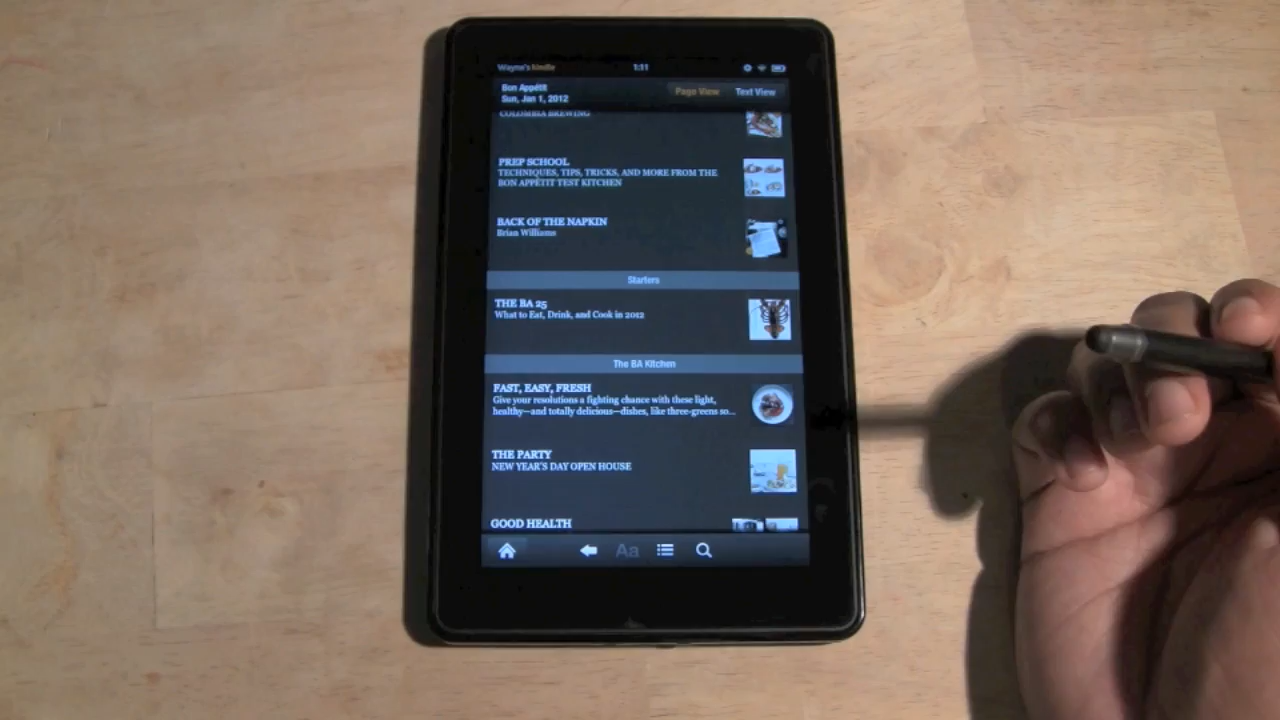 Wayne's kindle
1:11
Bon Appétit
Sun, Jan 1, 2012
Page View
Text View
COLUMBIA BREWING
PREP SCHOOL
TECHNIQUES, TIPS, TRICKS, AND MORE FROM THE
BON APPÉTIT TEST KITCHEN
BACK OF THE NAPKIN
Brian Williams
Starters
THE BA 25
What to Eat, Drink, and Cook in 2012
The BA Kitchen
FAST, EASY, FRESH
Give your resolutions a fighting chance with these light,
healthy—and totally delicious—dishes, like three-greens so...
THE PARTY
NEW YEAR'S DAY OPEN HOUSE
GOOD HEALTH
Aa